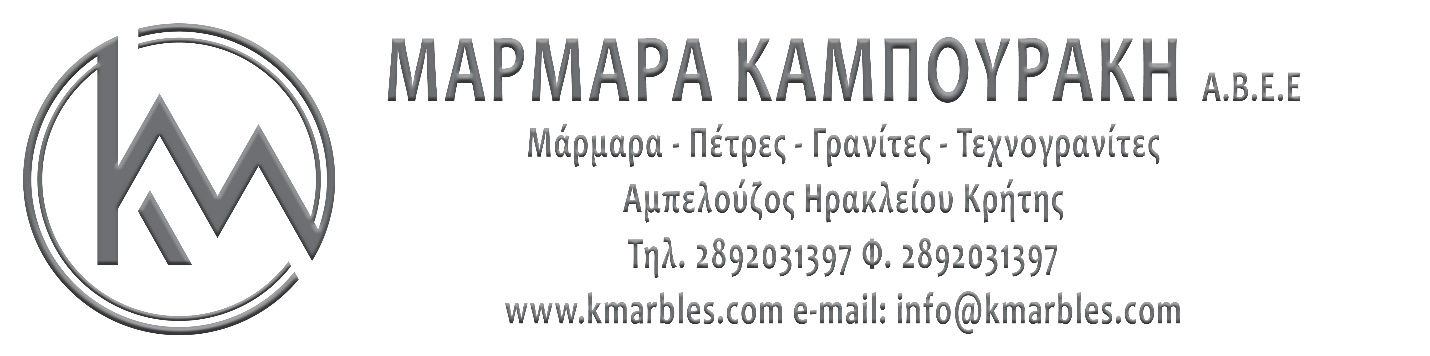 KM
ΜΑΡΜΑΡΑ ΚΑΜΠΟΥΡΑΚΗ Α.Β.Ε.Ε
Μάρμαρα - Πέτρες - Γρανίτες - Τεχνογρανίτες
Αμπελούζος Ηρακλείου Κρήτης
Τηλ. 2892031397 Φ. 2892031397
www.kmarbles.com e-mail: info@kmarbles.com